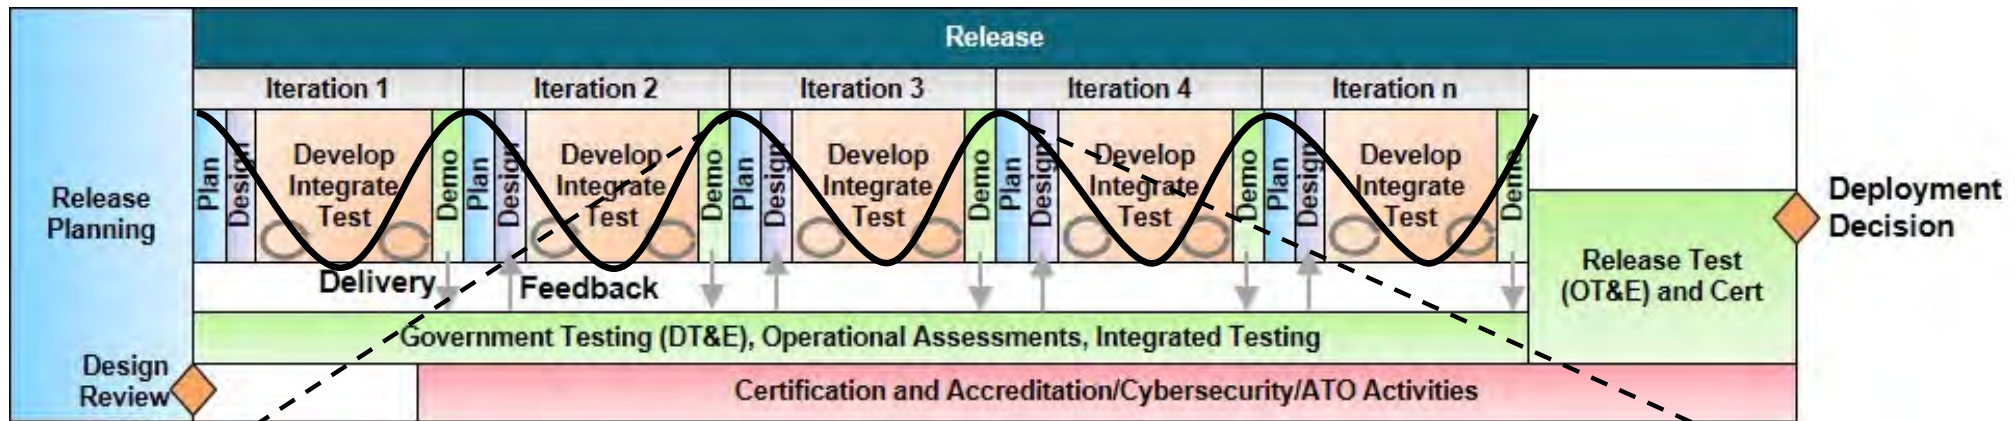 Release
Iteration 1
Iteration 2
Iteration 3
Iteration 4
Iteration n
Release
Planning
Plan
Design
Develop
Integrate
Test
Demo
Plan
Design
Develop
Integrate
Test
Demo
Plan
Design
Develop
Integrate
Test
Demo
Plan
Design
Develop
Integrate
Test
Demo
Plan
Design
Develop
Integrate
Test
Demo
Deployment
Decision
Release Test
(OT&E) and Cert
Delivery
Feedback
Government Testing (DT&E), Operational Assessments, Integrated Testing
Design
Review
Certification and Accreditation/Cybersecurity/ATO Activities